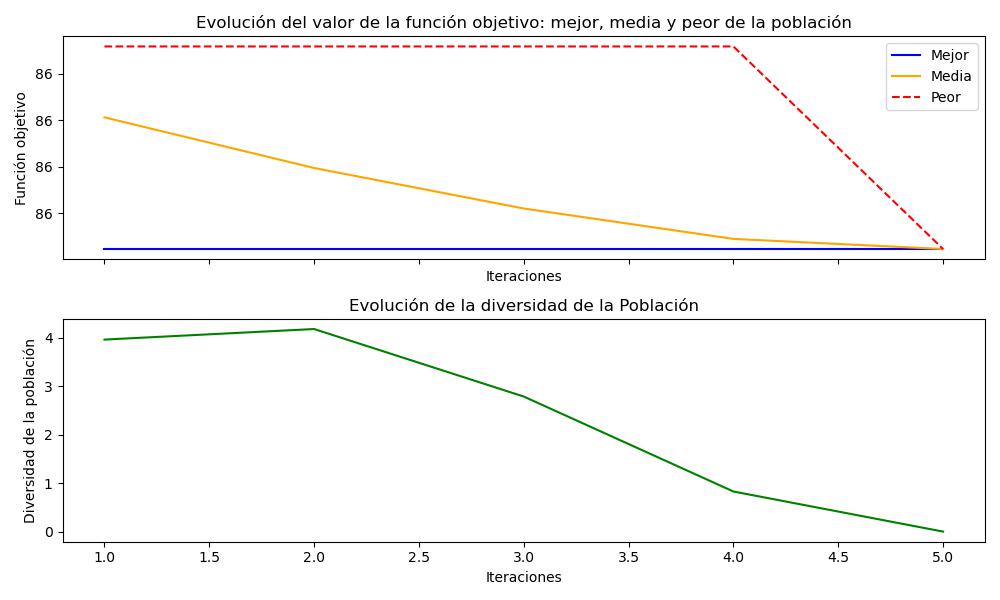 Evolución del valor de la función objetivo: mejor, media y peor de la población
Función objetivo
86
86
86
86
Mejor
Media
Peor
Iteraciones
Evolución de la diversidad de la Población
Diversidad de la población
4
3
2
1
0
1.0 1.5 2.0 2.5 3.0 3.5 4.0 4.5 5.0
Iteraciones